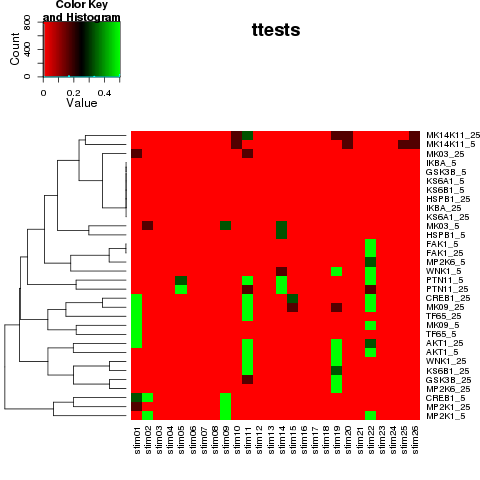 Color Key
and Histogram
Count
0 400 800
0 0.2 0.4
Value
ttests
MK14K11_25
MK14K11_5
MK03_25
IKBA_5
GSK3B_5
KS6A1_5
KS6B1_5
HSPB1_25
IKBA_25
KS6A1_25
MK03_5
HSPB1_5
FAK1_5
FAK1_25
MP2K6_5
WNK1_5
PTN11_5
PTN11_25
CREB1_25
MK09_25
TF65_25
MK09_5
TF65_5
AKT1_25
AKT1_5
WNK1_25
KS6B1_25
GSK3B_25
MP2K6_25
CREB1_5
MP2K1_25
MP2K1_5
stim01 stim02 stim03 stim04 stim05 stim06 stim07 stim08 stim09 stim10 stim11 stim12 stim13 stim14 stim15 stim16 stim17 stim18 stim19 stim20 stim21 stim22 stim23 stim24 stim25 stim26